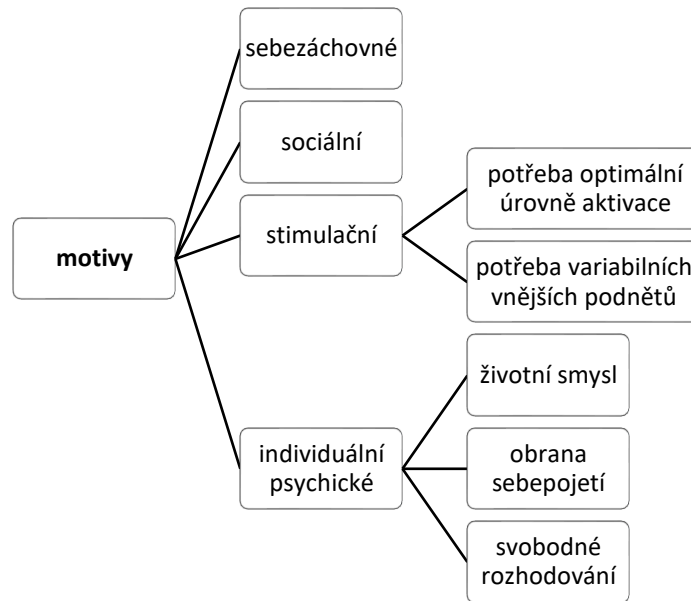 sebezáchovné
sociální
motivy
stimulační
potřeba optimální
úrovně aktivace
potřeba variabilních
vnějších podnětů
individuální
psychické
životní smysl
obrana
sebepojetí
svobodné
rozhodování